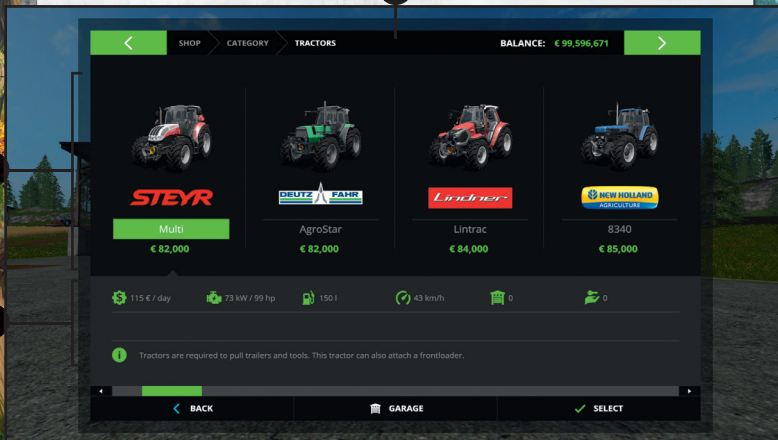 SHOP CATEGORY TRACTORS BALANCE: € 99,596,671
STEYR DEUTZ FAHR Lindner NEW HOLLAND
AGRICULTURE
Multi AgroStar Lintrac 8340
€ 82,000 € 82,000 € 84,000 € 85,000
115 € / day 73 kW / 99 hp 150 l 43 km/h 0 0
Tractors are required to pull trailers and tools. This tractor can also attach a frontloader.
BACK GARAGE SELECT